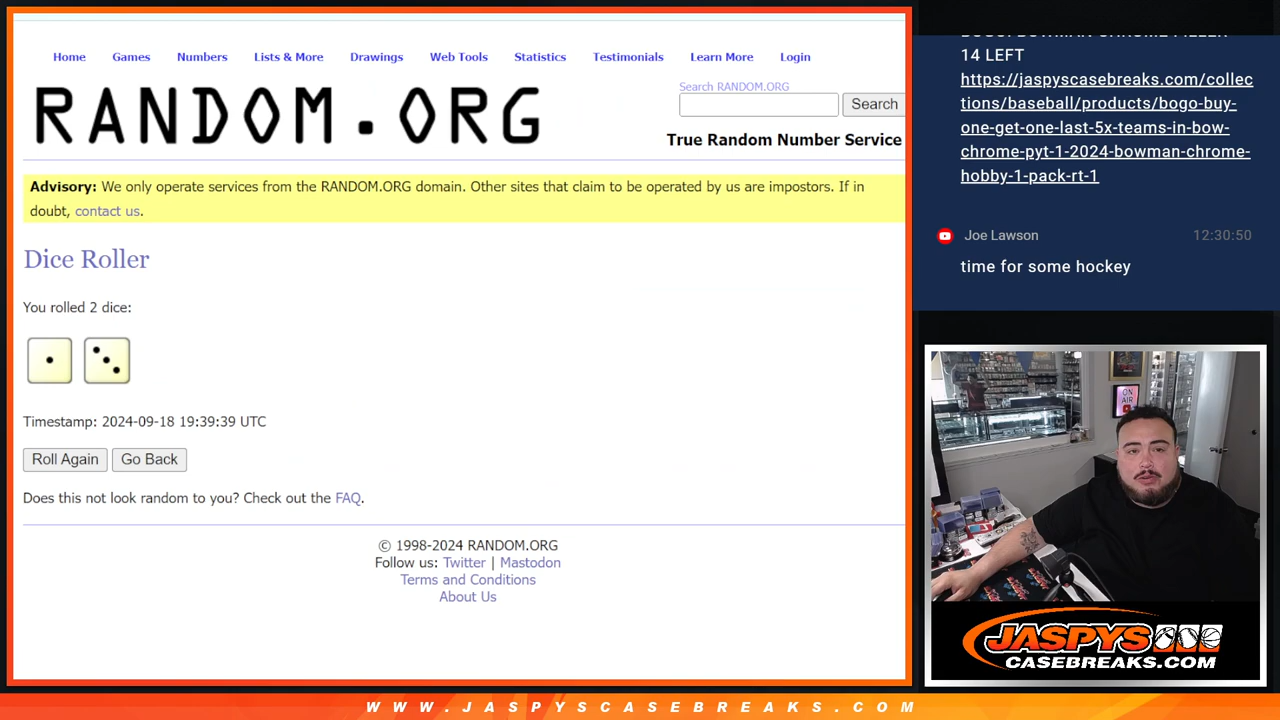 Home Games Numbers Lists & More Drawings Web Tools Statistics Testimonials Learn More Login
RANDOM.ORG
Search RANDOM.ORG
Search
True Random Number Service
Advisory: We only operate services from the RANDOM.ORG domain. Other sites that claim to be operated by us are impostors. If in
doubt, contact us.
Dice Roller
You rolled 2 dice:
Timestamp: 2024-09-18 19:39:39 UTC
Roll Again Go Back
Does this not look random to you? Check out the FAQ.
© 1998-2024 RANDOM.ORG
Follow us: Twitter | Mastodon
Terms and Conditions
About Us
14 LEFT
https://jaspyscasebreaks.com/collec
tions/baseball/products/bogo-buy-
one-get-one-last-5x-teams-in-bow-
chrome-pyt-1-2024-bowman-chrome-
hobby-1-pack-rt-1
Joe Lawson 12:30:50
time for some hockey
ON
AIR
JASPYS
CASEBREAKS.COM
WWW.JASPYSCASEBREAKS.COM